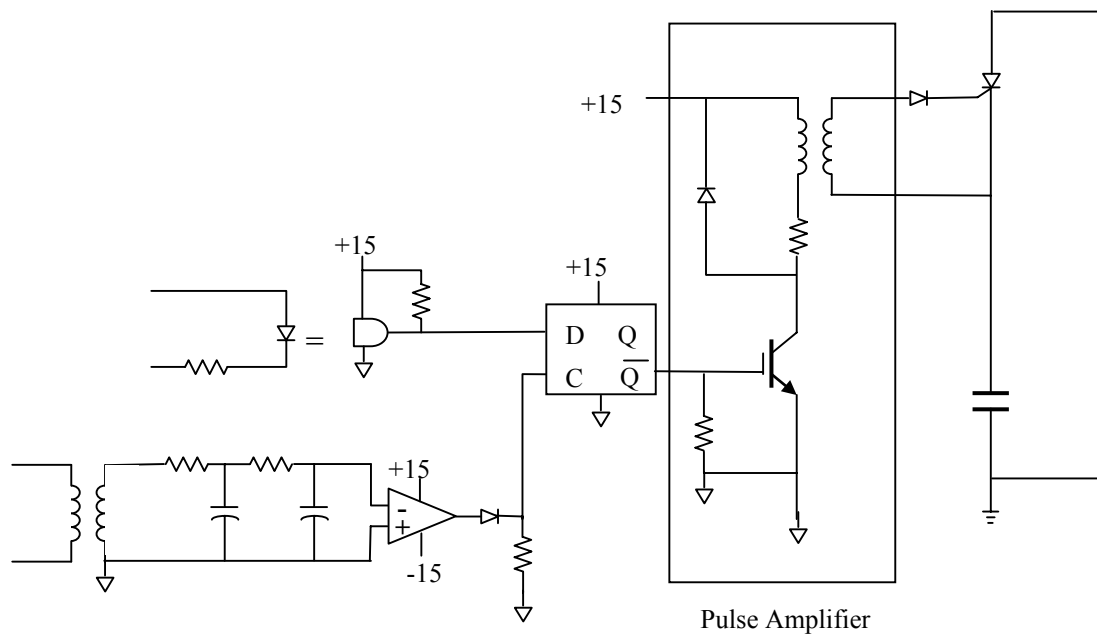 +15
+15
+15
=
D Q
C Q̅
+15
-
+
-15
Pulse Amplifier